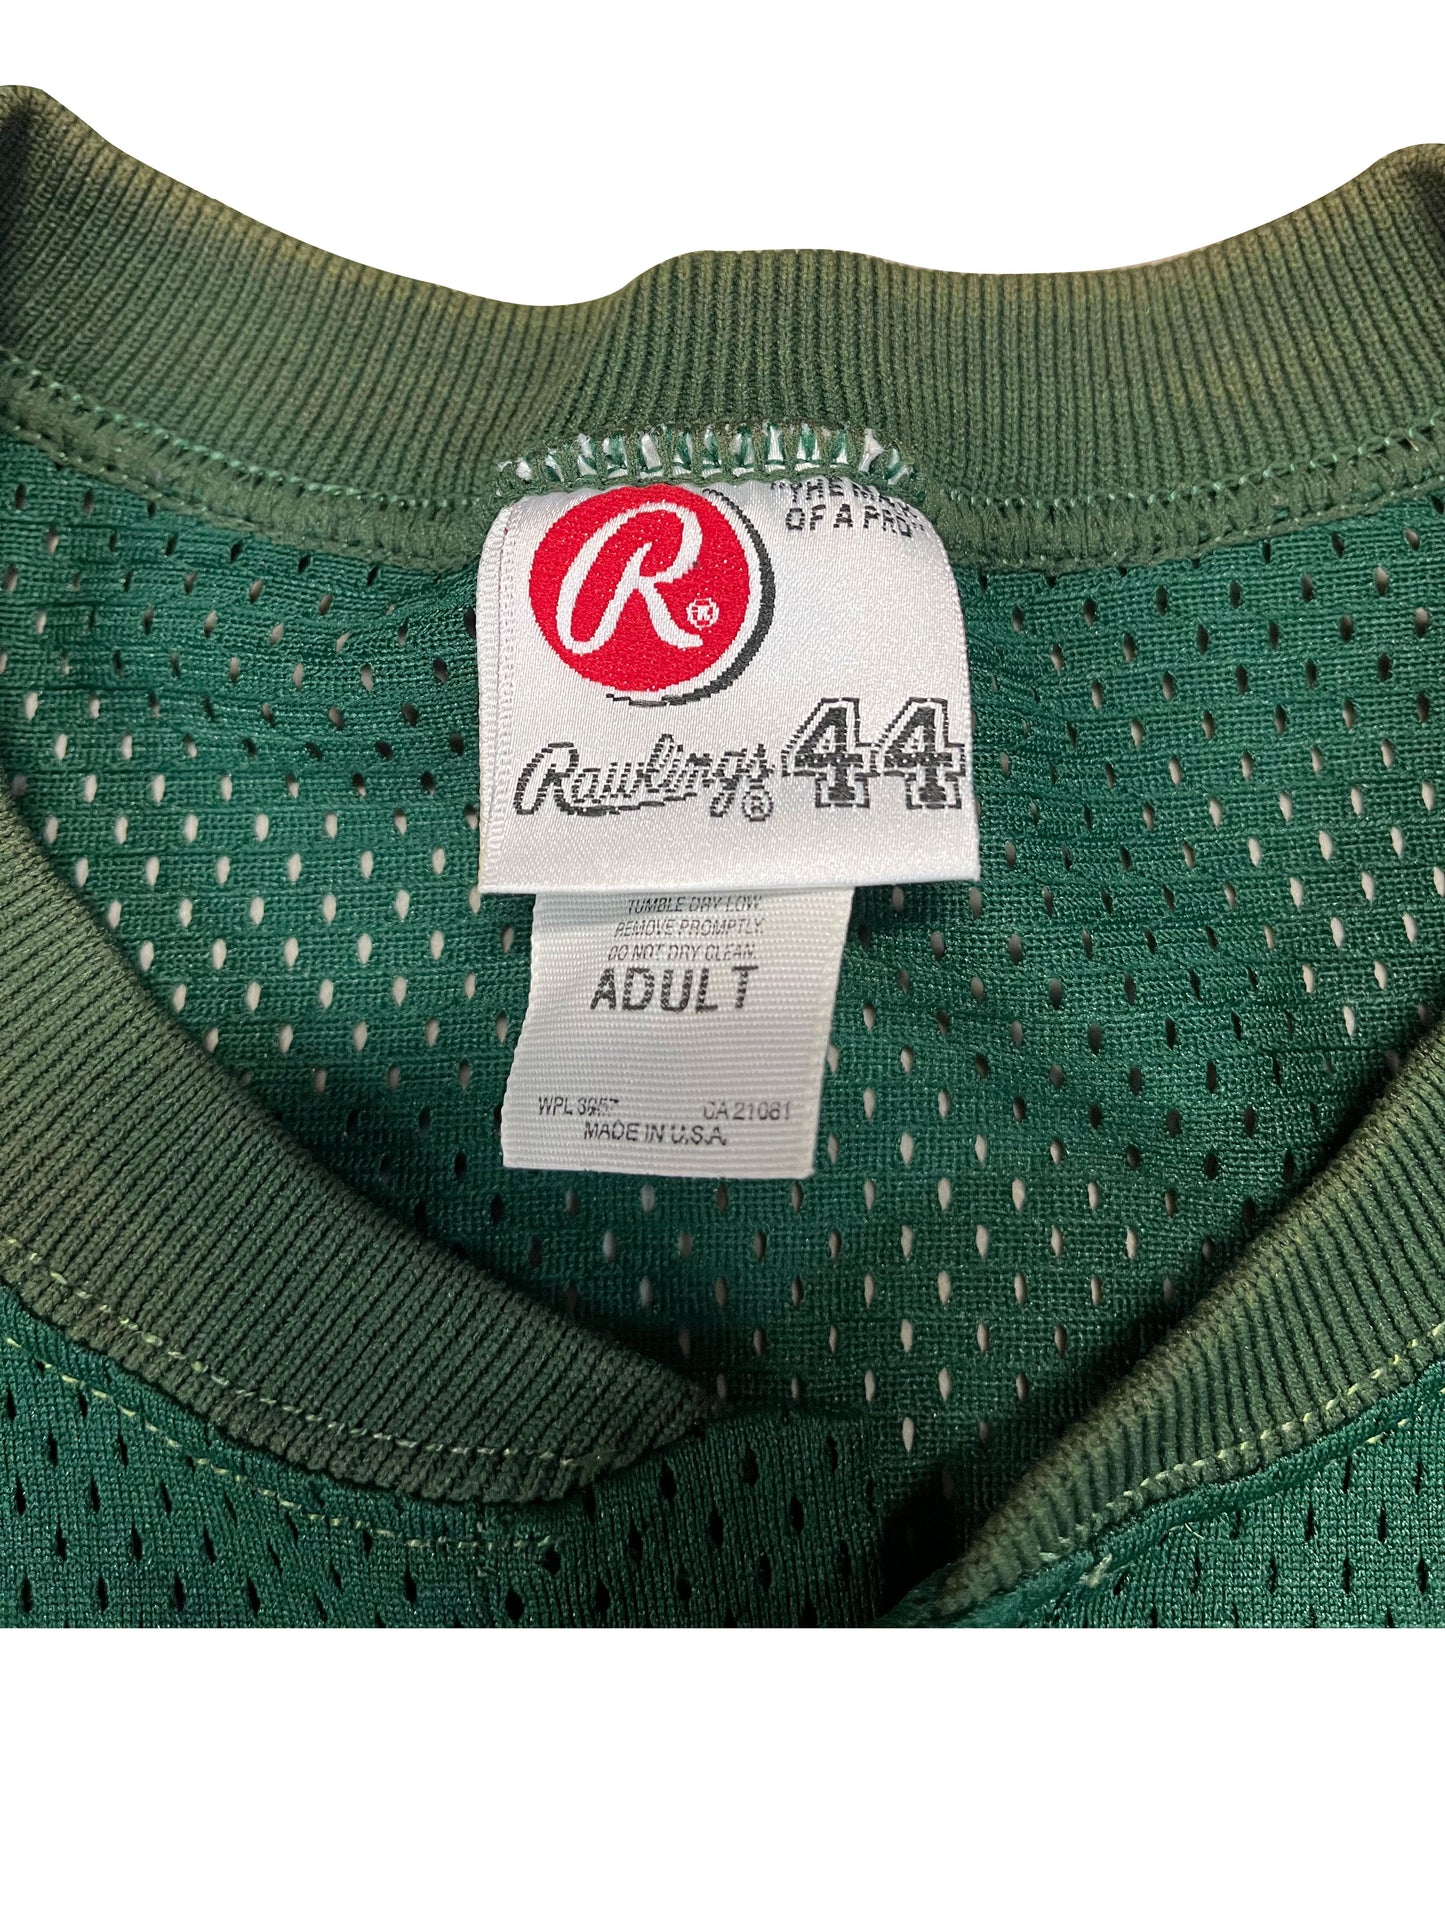 R ®
"THE
OF A PRO"
Rawlings ® 44
TUMBLE DRY LOW.
REMOVE PROMPTLY.
DO NOT DRY CLEAN.
ADULT
WPL CA 21081
MADE IN U.S.A.